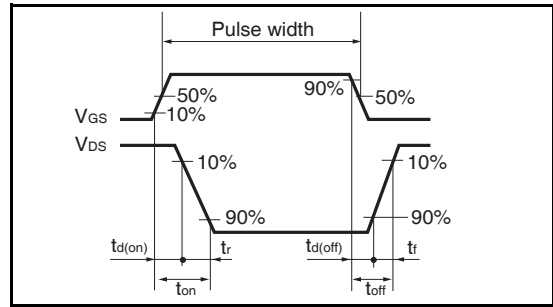 Pulse width
90%
50%
50%
VGS
10%
VDS
10%
10%
90%
90%
td(on)
tr
td(off)
tf
ton
toff